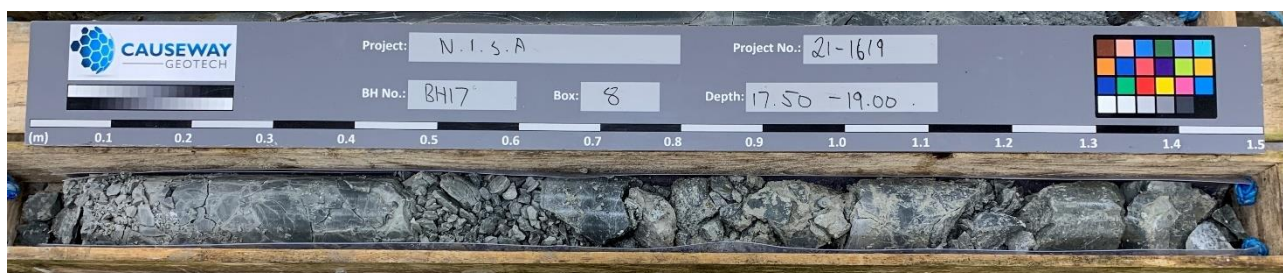 CAUSEWAY
GEOTECH
Project: N.I.S.A
Project No.: 21-1619
BH No.: BH17
Box: 8
Depth: 17.50 - 19.00.
(m) 0.1 0.2 0.3 0.4 0.5 0.6 0.7 0.8 0.9 1.0 1.1 1.2 1.3 1.4 1.5